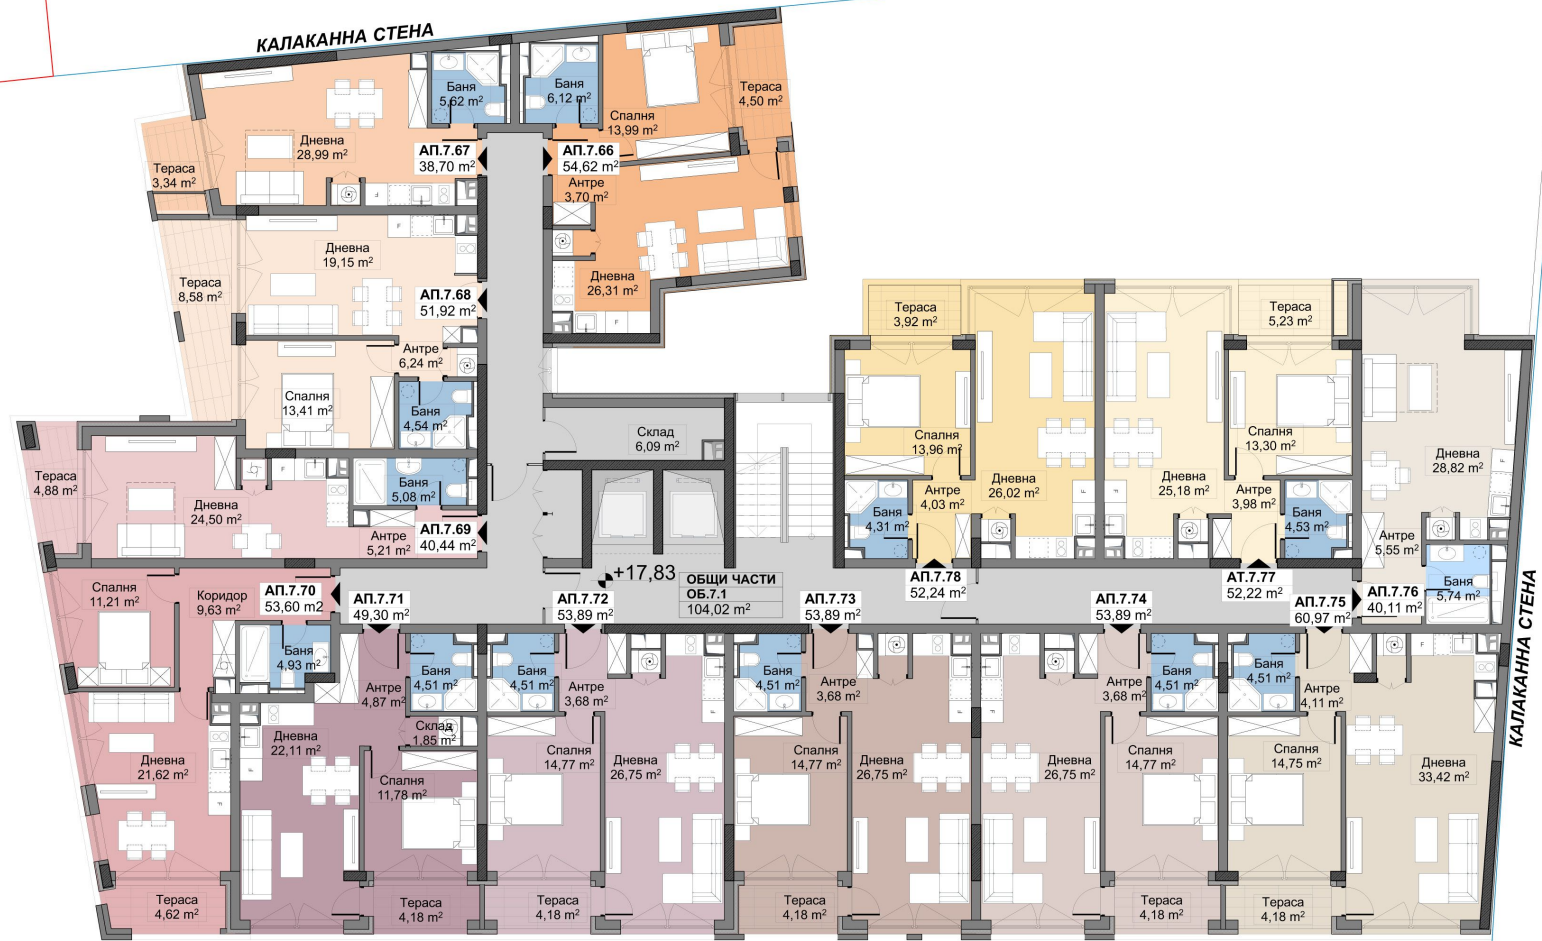 КАЛАКАННА СТЕНА
Баня
5,62 m²
Баня
6,12 m²
Спалня
13,99 m²
Тераса
4,50 m²
Дневна
28,99 m²
АП.7.67
38,70 m²
АП.7.66
54,62 m²
Тераса
3,34 m²
Антре
3,70 m²
Дневна
19,15 m²
Тераса
8,58 m²
АП.7.68
51,92 m²
Дневна
26,31 m²
Антре
6,24 m²
Спалня
13,41 m²
Баня
4,54 m²
Тераса
3,92 m²
Тераса
5,23 m²
Склад
6,09 m²
Спалня
13,96 m²
Спалня
13,30 m²
Дневна
28,82 m²
Тераса
4,88 m²
Баня
5,08 m²
Дневна
24,50 m²
Дневна
26,02 m²
Дневна
25,18 m²
Антре
4,03 m²
Антре
3,98 m²
Баня
4,31 m²
Баня
4,53 m²
Антре
5,21 m²
АП.7.69
40,44 m²
Антре
5,55 m²
+17,83
ОБЩИ ЧАСТИ
ОБ.7.1
104,02 m²
АП.7.78
52,24 m²
АТ.7.77
52,22 m²
Баня
5,74 m²
Спалня
11,21 m²
Коридор
9,63 m²
АП.7.70
53,60 m2
АП.7.71
49,30 m²
АП.7.72
53,89 m²
АП.7.73
53,89 m²
АП.7.74
53,89 m²
АП.7.75
60,97 m²
АП.7.76
40,11 m²
КАЛАКАННА СТЕНА
Баня
4,93 m²
Антре
4,87 m²
Баня
4,51 m²
Баня
4,51 m²
Антре
3,68 m²
Баня
4,51 m²
Антре
3,68 m²
Антре
3,68 m²
Баня
4,51 m²
Баня
4,51 m²
Антре
4,11 m²
Склад
1,85 m²
Дневна
21,62 m²
Дневна
22,11 m²
Спалня
11,78 m²
Спалня
14,77 m²
Дневна
26,75 m²
Спалня
14,77 m²
Дневна
26,75 m²
Дневна
26,75 m²
Спалня
14,77 m²
Спалня
14,75 m²
Дневна
33,42 m²
Тераса
4,62 m²
Тераса
4,18 m²
Тераса
4,18 m²
Тераса
4,18 m²
Тераса
4,18 m²
Тераса
4,18 m²